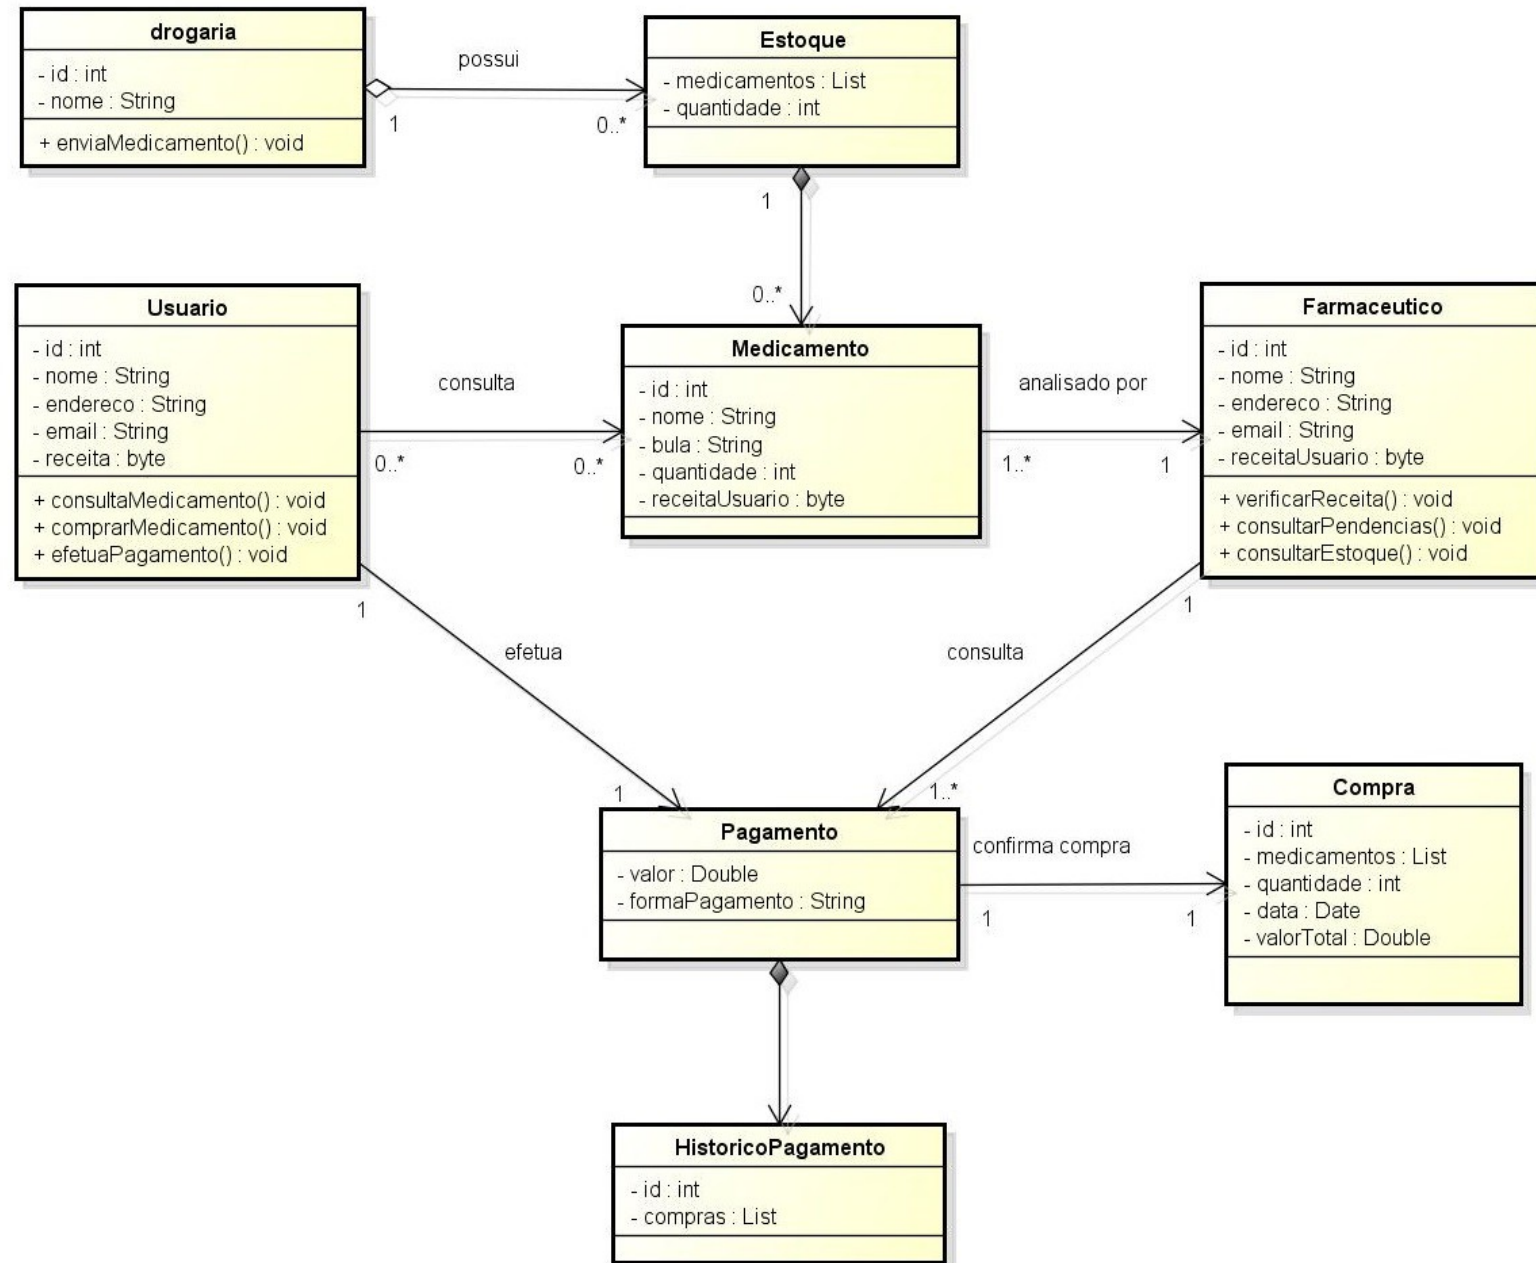 drogaria
- id : int
- nome : String
+ enviaMedicamento() : void
possui
1
0..*
Estoque
- medicamentos : List
- quantidade : int
1
0..*
Usuario
- id : int
- nome : String
- endereco : String
- email : String
- receita : byte
+ consultaMedicamento() : void
+ comprarMedicamento() : void
+ efetuaPagamento() : void
consulta
0..*
0..*
Medicamento
- id : int
- nome : String
- bula : String
- quantidade : int
- receitaUsuario : byte
analisado por
1..*
1
Farmaceutico
- id : int
- nome : String
- endereco : String
- email : String
- receitaUsuario : byte
+ verificarReceita() : void
+ consultarPendencias() : void
+ consultarEstoque() : void
1
efetua
1
1
consulta
1..*
Pagamento
- valor : Double
- formaPagamento : String
confirma compra
1
1
Compra
- id : int
- medicamentos : List
- quantidade : int
- data : Date
- valorTotal : Double
HistoricoPagamento
- id : int
- compras : List